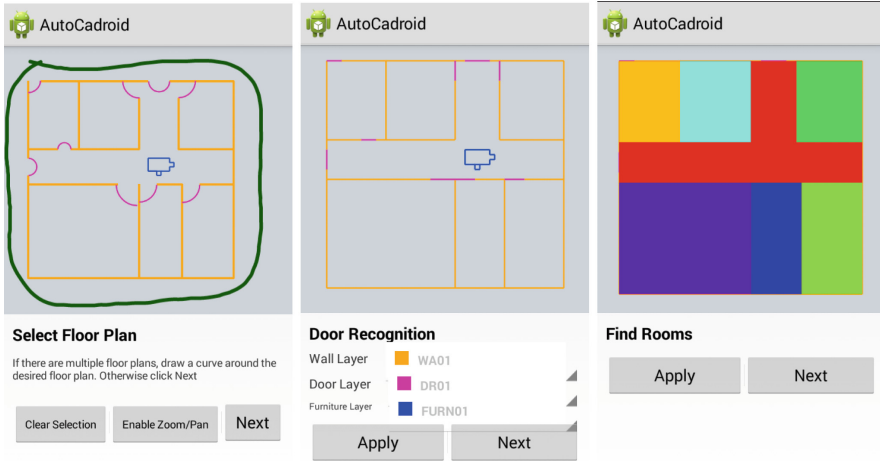 AutoCadroid
Select Floor Plan
If there are multiple floor plans, draw a curve around the
desired floor plan. Otherwise click Next
Clear Selection
Enable Zoom/Pan
Next
AutoCadroid
Door Recognition
Wall Layer
WA01
Door Layer
DR01
Furniture Layer
FURN01
Apply
Next
AutoCadroid
Find Rooms
Apply
Next